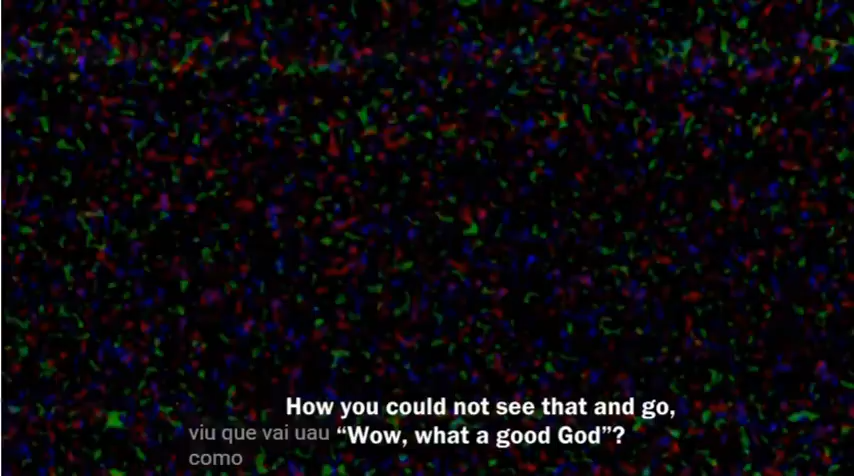 How you could not see that and go,
viu que vai uau “Wow, what a good God”?
como